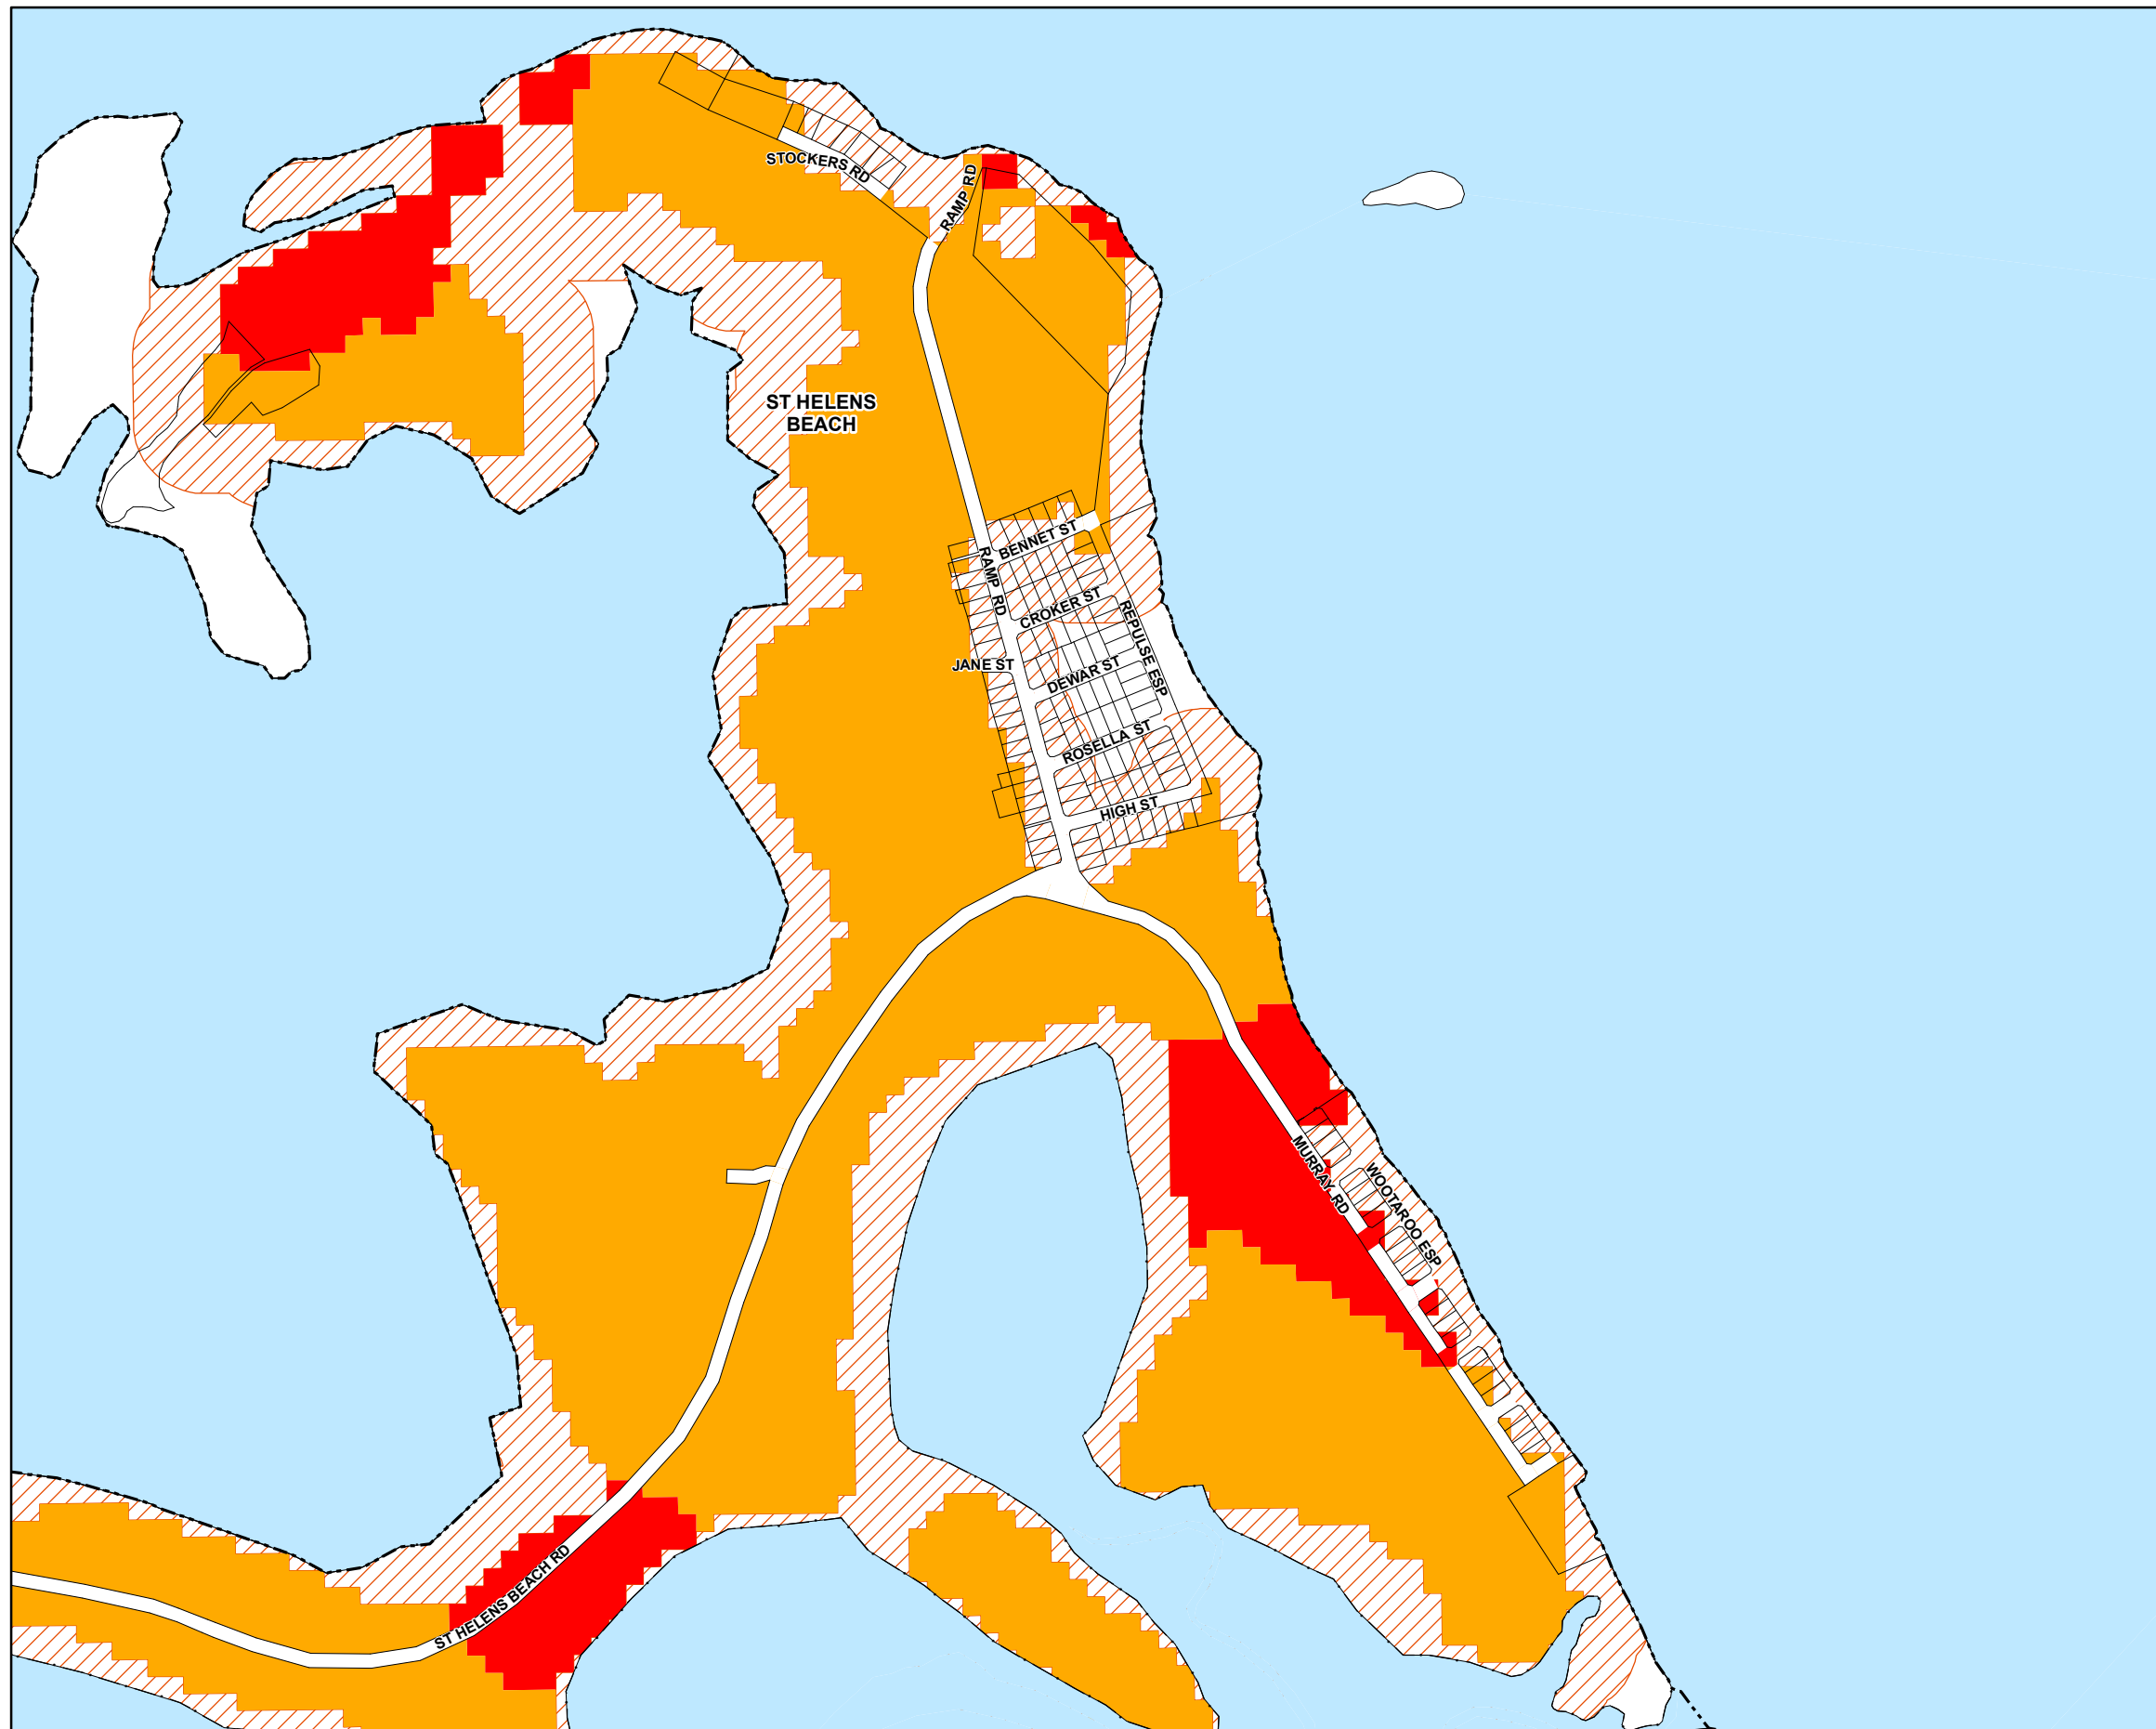 STOCKERS RD
RAMP RD
ST HELENS
BEACH
BENNET ST
RAMP RD
CROKER ST
REPULSE ESP
JANE ST
DEWAR ST
ROSELLA ST
HIGH ST
MURRAY RD
WOOTAROO ESP
ST HELENS BEACH RD